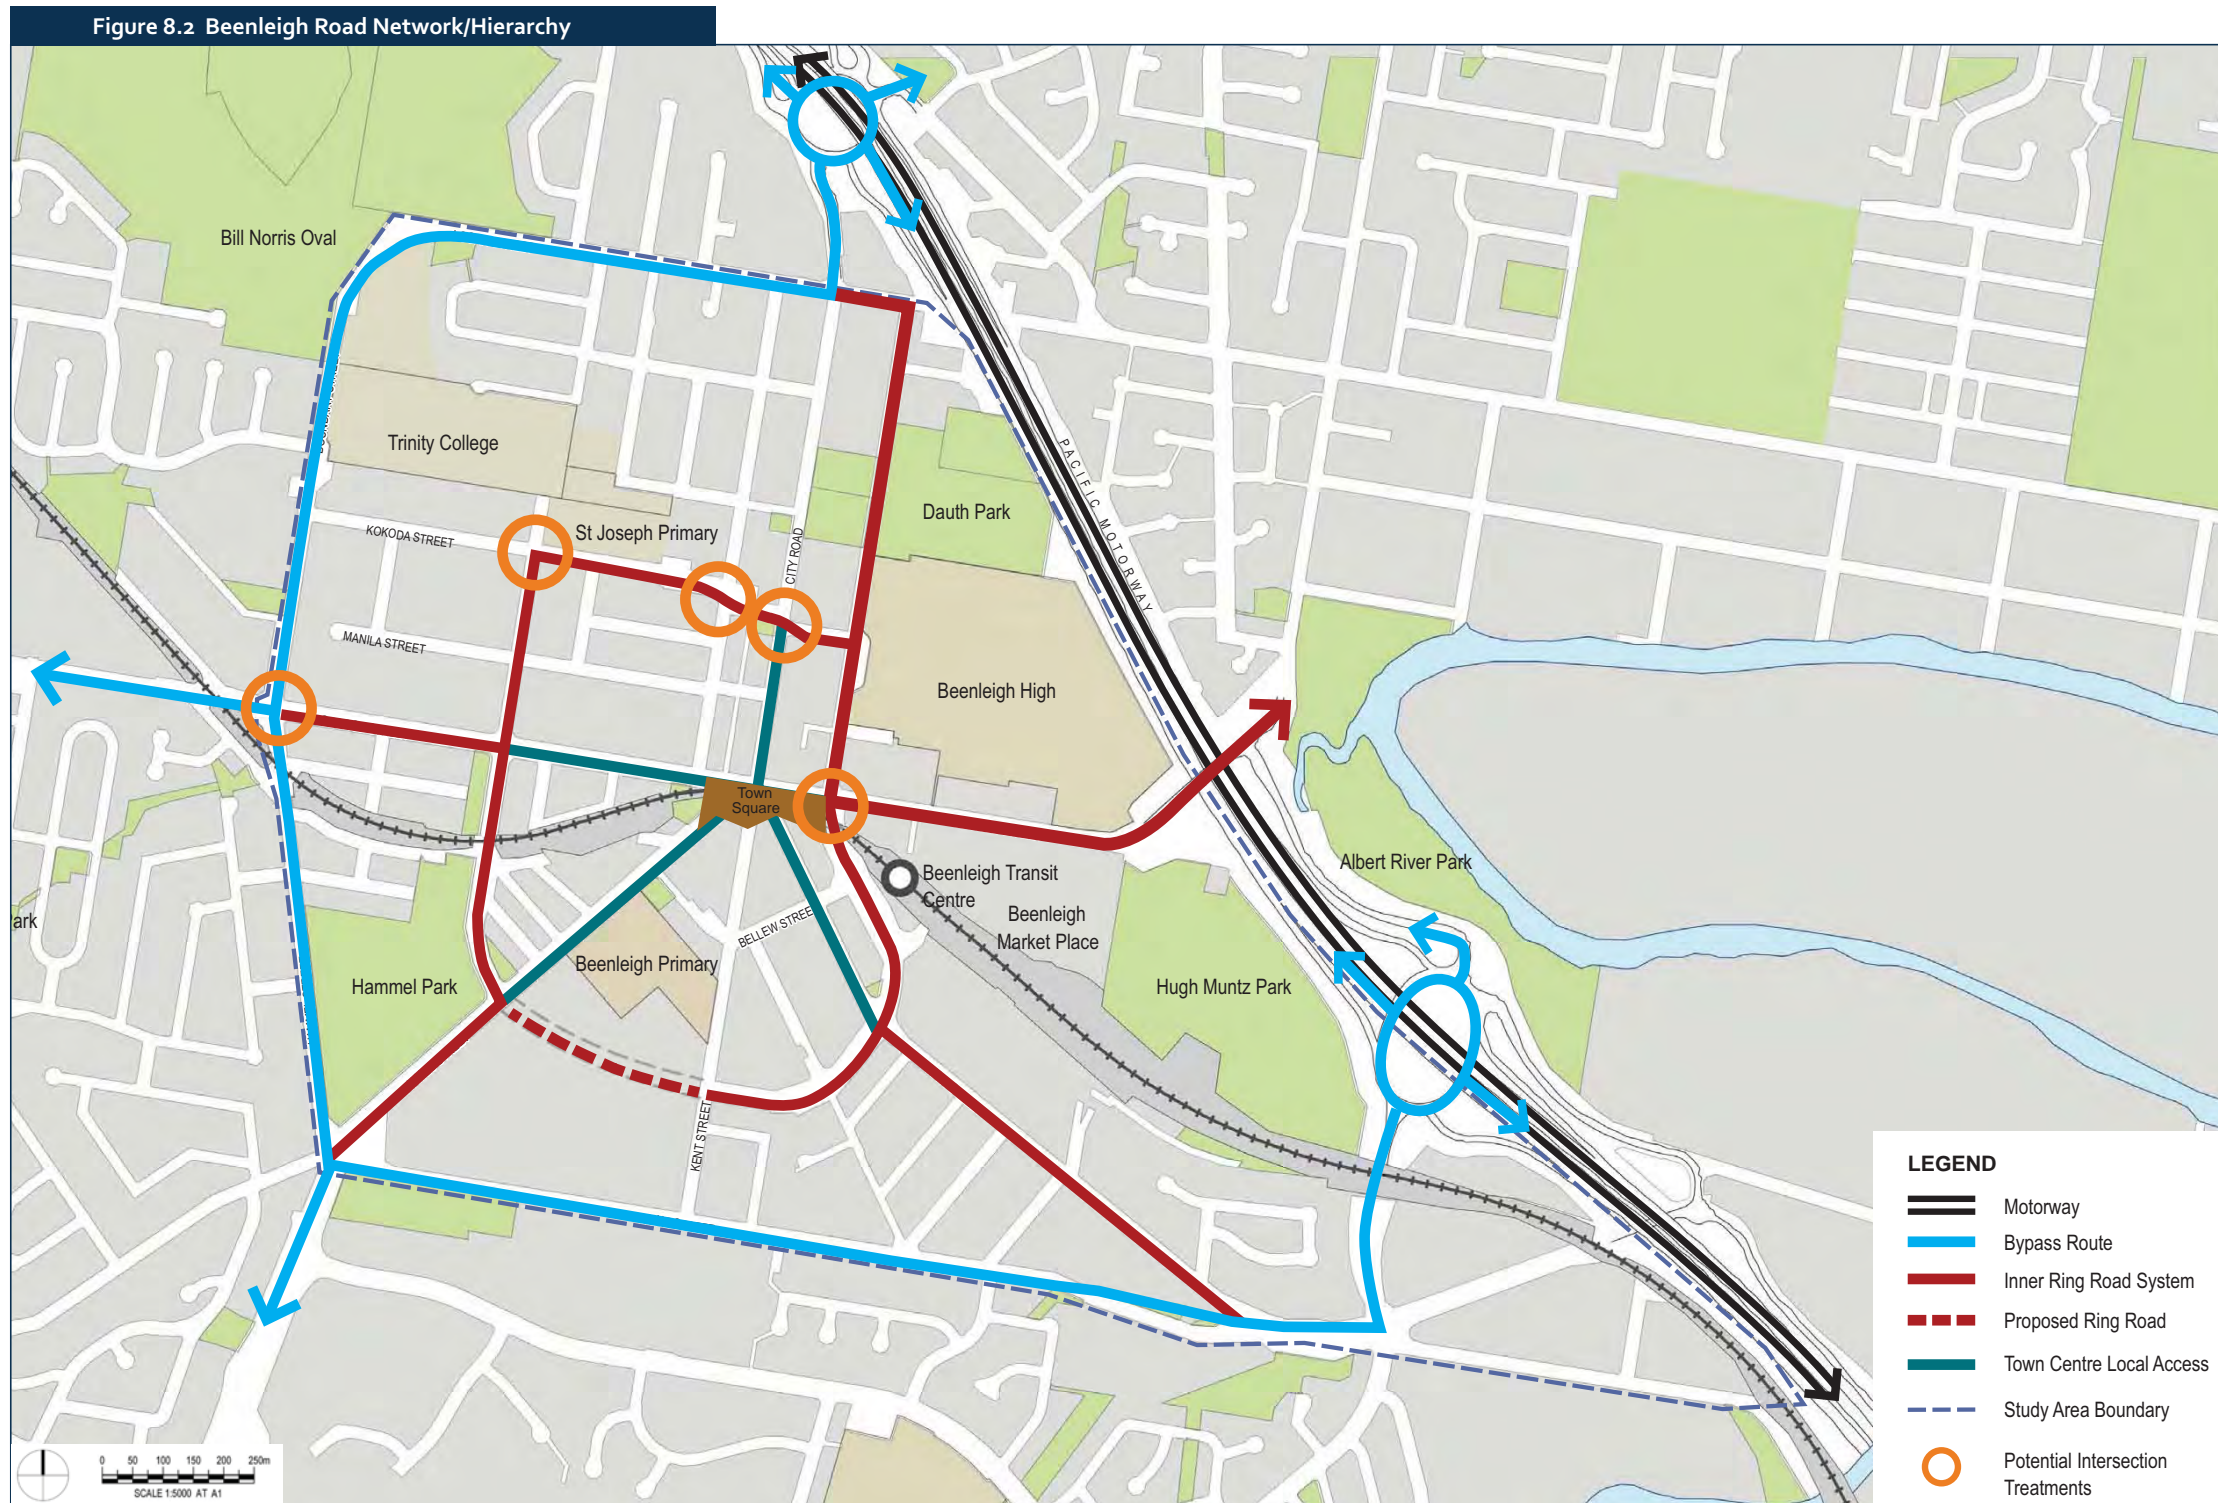 Figure 8.2 Beenleigh Road Network/Hierarchy
Bill Norris Oval
Trinity College
KOKODA STREET
St Joseph Primary
CITY ROAD
Dauth Park
PACIFIC MOTORWAY
MANILA STREET
Beenleigh High
Town
Square
Beenleigh Transit
Centre
Albert River Park
ark
Beenleigh
Market Place
BELLEW STREE
Beenleigh Primary
Hammel Park
Hugh Muntz Park
KENT STREET
LEGEND
Motorway
Bypass Route
Inner Ring Road System
Proposed Ring Road
Town Centre Local Access
Study Area Boundary
Potential Intersection
Treatments
0 50 100 150 200 250m
SCALE 1:5000 AT A1